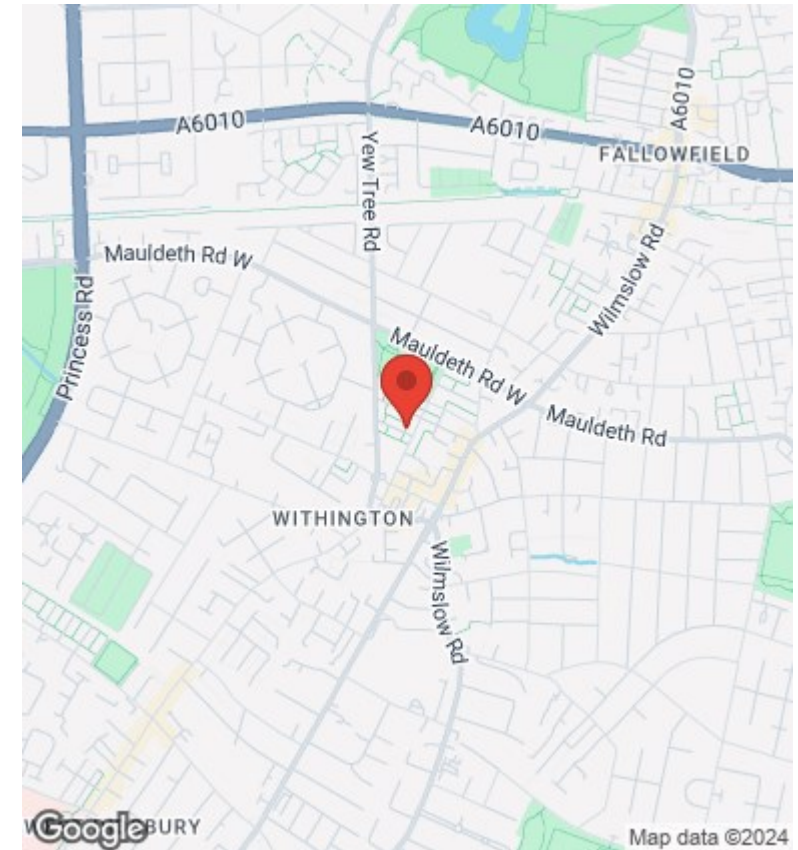 A6010
A6010
A6010
FALLOWFIELD
Yew Tree Rd
Mauldeth Rd W
Wilmslow Rd
Princess Rd
Mauldeth Rd W
Mauldeth Rd
WITHINGTON
Wilmslow Rd
BURY
Google
Map data ©2024